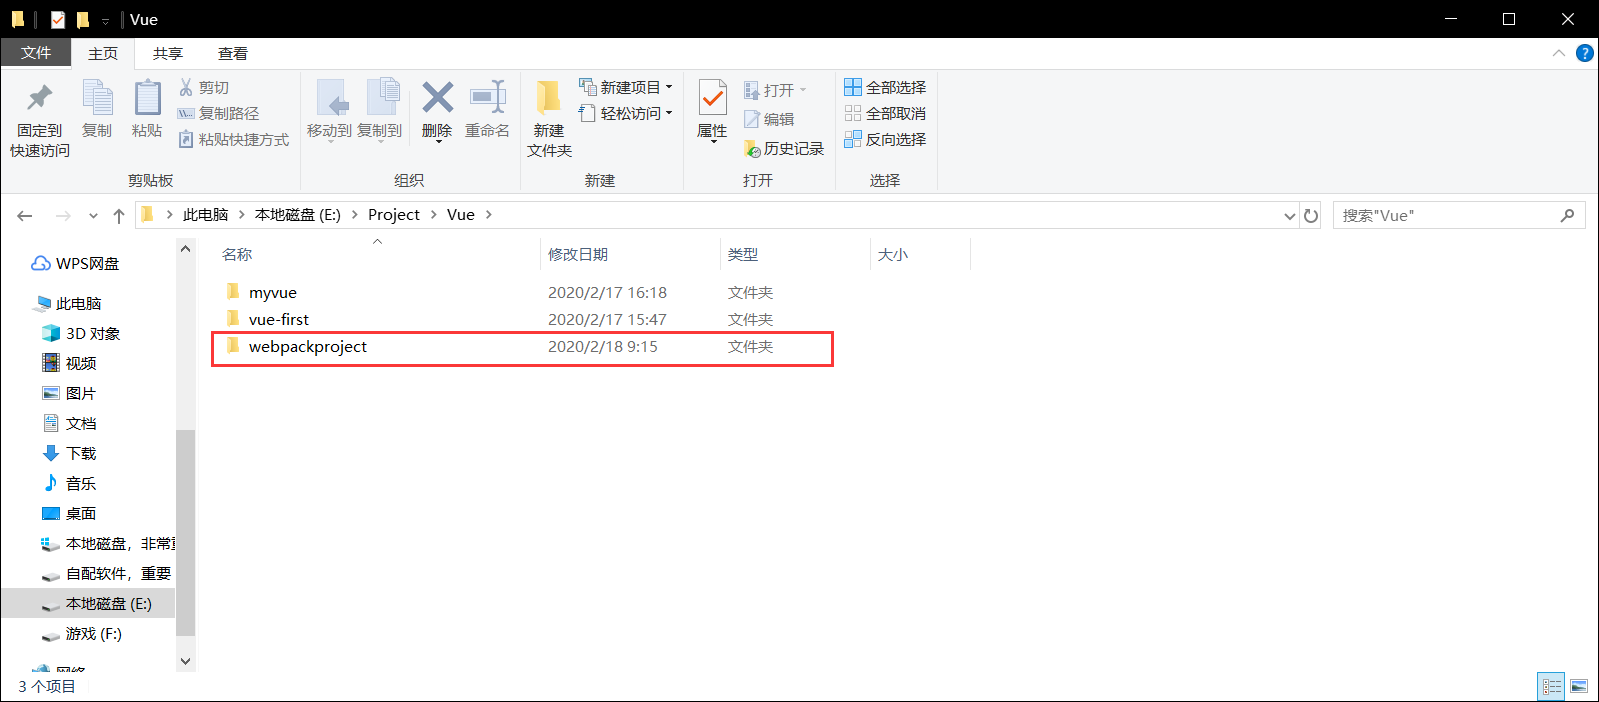 Vue
文件 主页 共享 查看
固定到
快速访问
复制
粘贴
剪切
复制路径
粘贴快捷方式
剪贴板
移动到
复制到
删除
重命名
组织
新建
文件夹
新建项目
轻松访问
新建
属性
打开
编辑
历史记录
打开
全部选择
全部取消
反向选择
选择
此电脑 本地磁盘 (E:) Project Vue
搜索"Vue"
WPS网盘
此电脑
3D 对象
视频
图片
文档
下载
音乐
桌面
本地磁盘，非常
自配软件，重要
本地磁盘 (E:)
游戏 (F:)
网络
名称 修改日期 类型 大小
myvue 2020/2/17 16:18 文件夹
vue-first 2020/2/17 15:47 文件夹
webpackproject 2020/2/18 9:15 文件夹
3 个项目